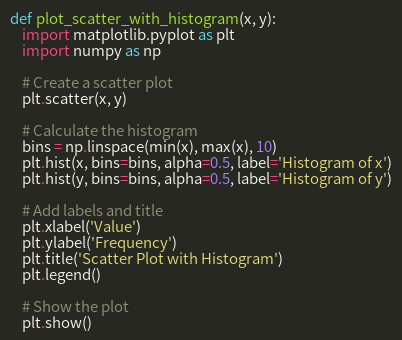 def plot_scatter_with_histogram(x, y):
    import matplotlib.pyplot as plt
    import numpy as np

    # Create a scatter plot
    plt.scatter(x, y)

    # Calculate the histogram
    bins = np.linspace(min(x), max(x), 10)
    plt.hist(x, bins=bins, alpha=0.5, label='Histogram of x')
    plt.hist(y, bins=bins, alpha=0.5, label='Histogram of y')

    # Add labels and title
    plt.xlabel('Value')
    plt.ylabel('Frequency')
    plt.title('Scatter Plot with Histogram')
    plt.legend()

    # Show the plot
    plt.show()